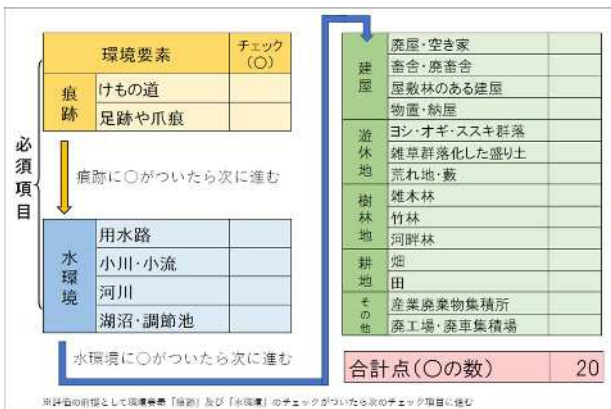 環境要素 チェック(○)
必須項目
痕跡
けもの道
足跡や爪痕
痕跡に○がついたら次に進む
水環境
用水路
小川・小流
河川
湖沼・調節池
水環境に○がついたら次に進む
建屋
廃屋・空き家
畜舎・廃畜舎
屋敷林のある建屋
物置・納屋
遊休地
ヨシ・オギ・ススキ群落
雑草群落化した盛り土
荒れ地・藪
樹林地
雑木林
竹林
河畔林
耕地
畑
田
その他
産業廃棄物集積所
廃工場・廃車集積場
合計点(○の数) 20
※評価の前提として環境要素「痕跡」及び「水環境」のチェックがついたら次のチェック項目に進む